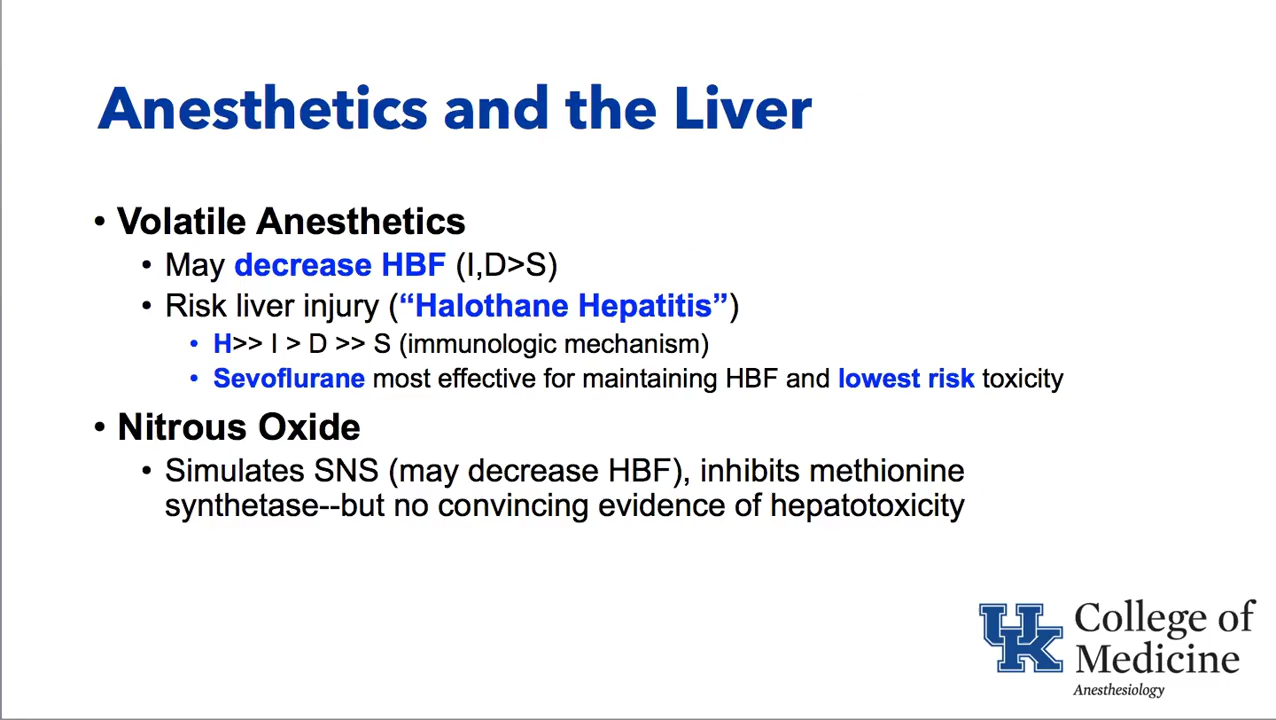 Anesthetics and the Liver
• Volatile Anesthetics
• May decrease HBF (I,D>S)
• Risk liver injury (“Halothane Hepatitis”)
• H>> I > D >> S (immunologic mechanism)
• Sevoflurane most effective for maintaining HBF and lowest risk toxicity
• Nitrous Oxide
• Simulates SNS (may decrease HBF), inhibits methionine
synthetase--but no convincing evidence of hepatotoxicity
UK
College of
Medicine
Anesthesiology